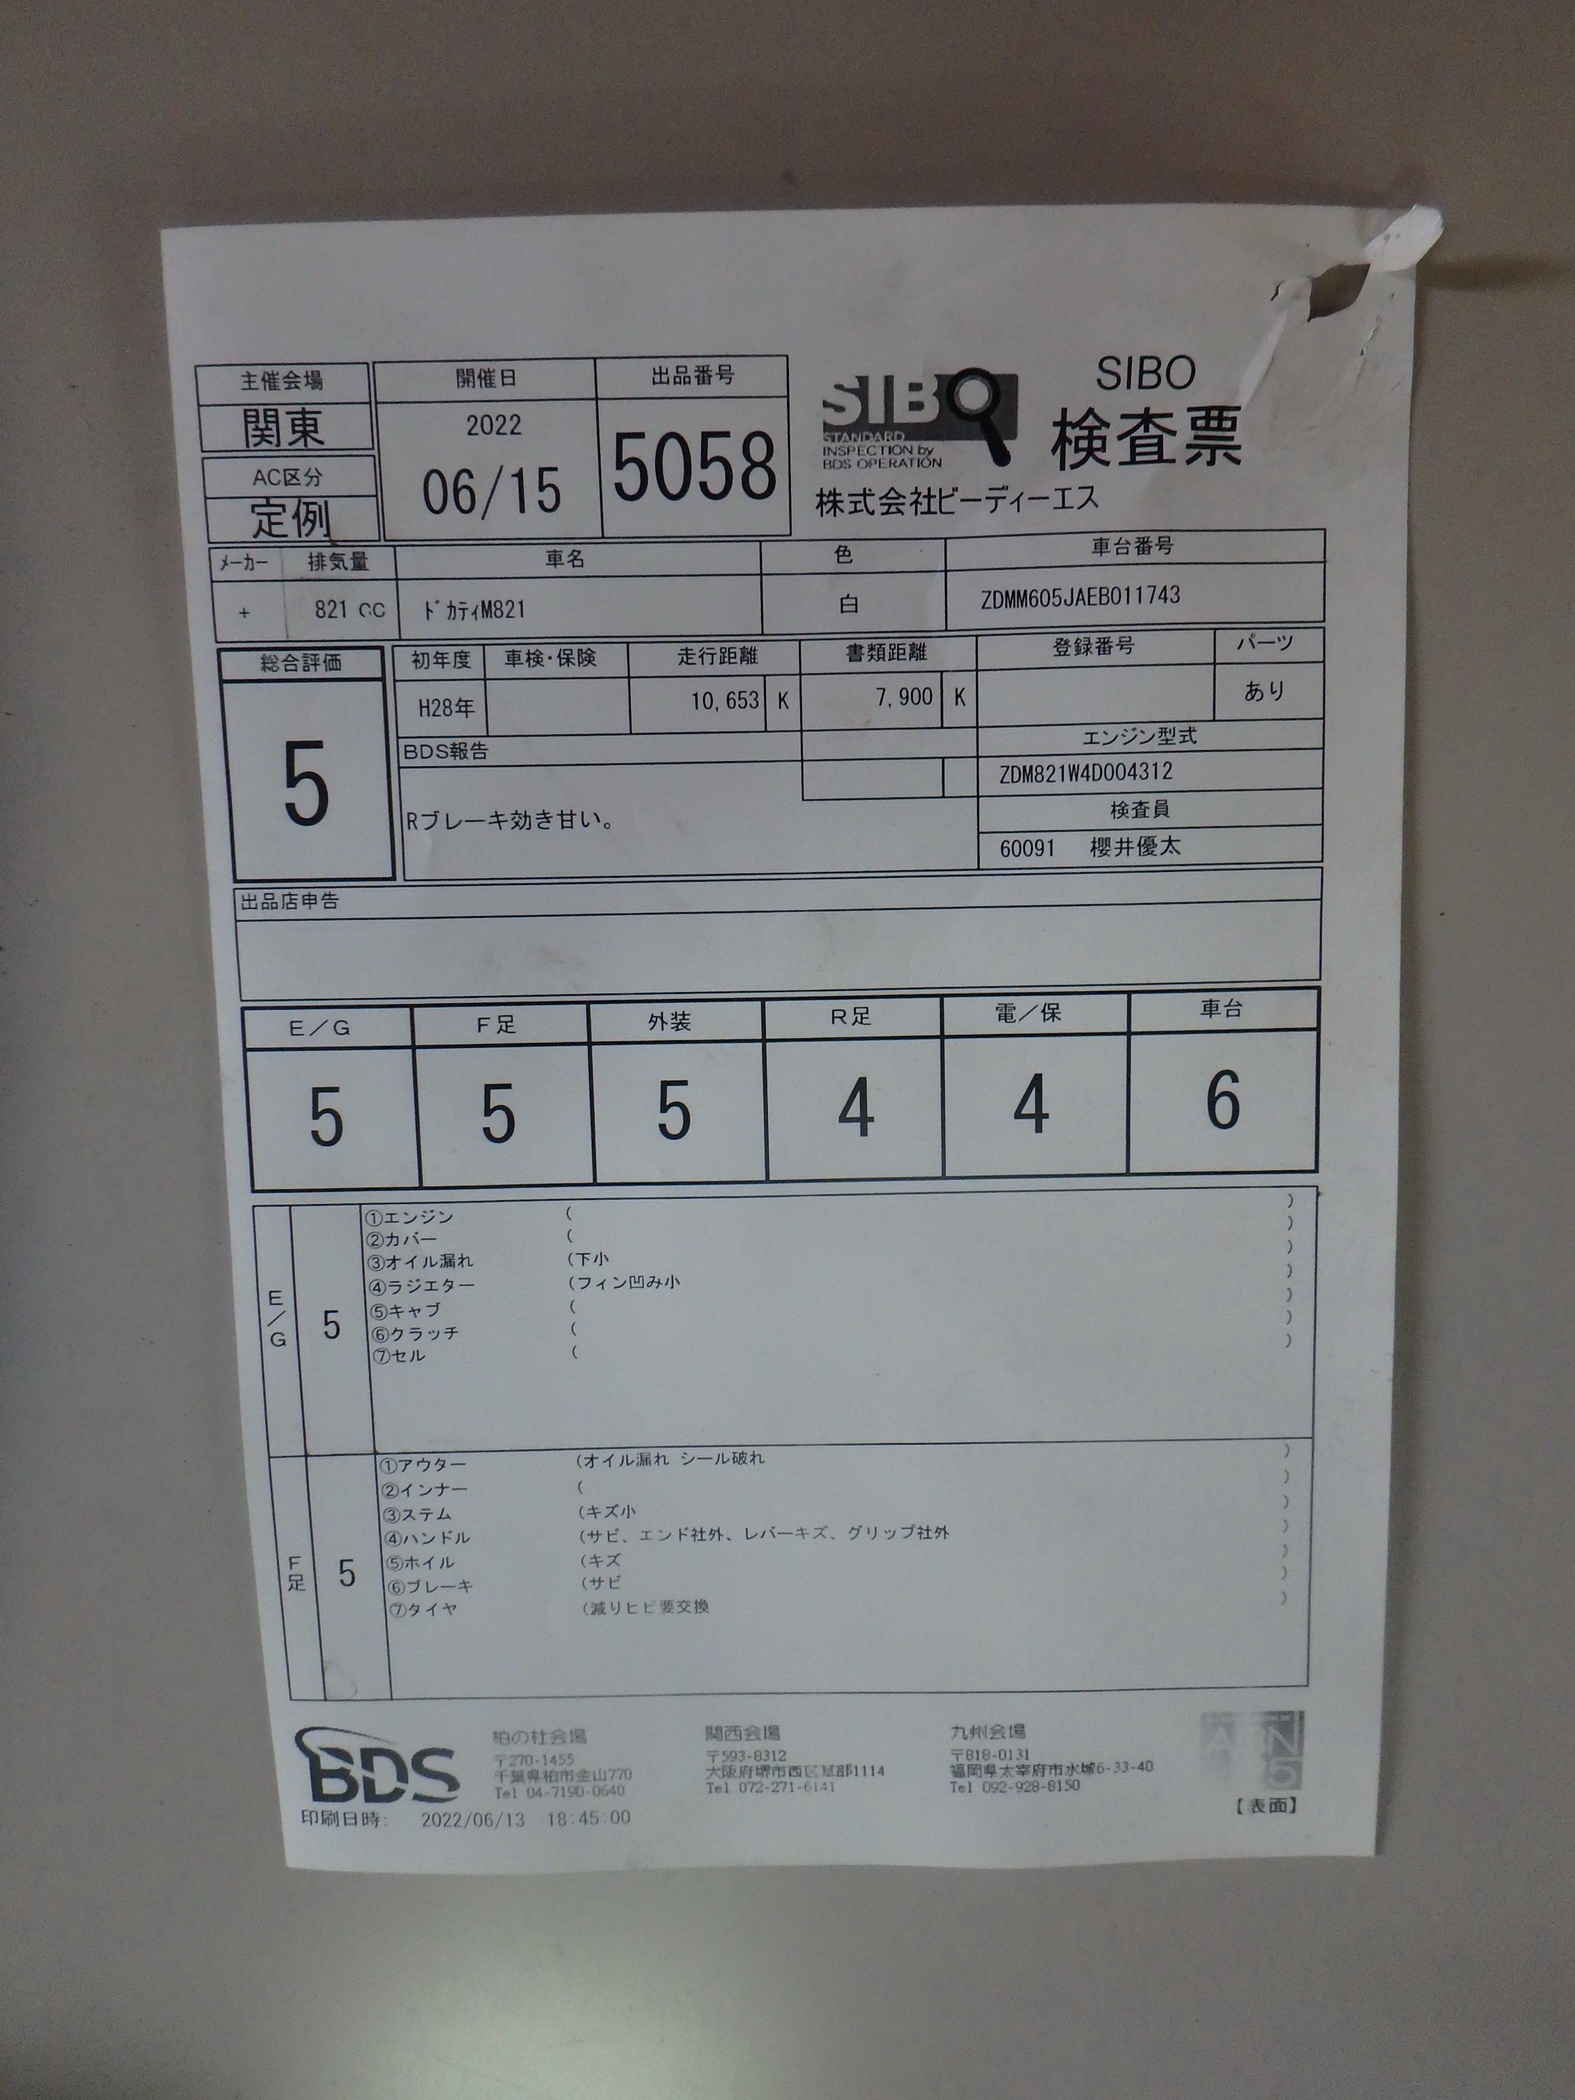 主催会場
関東
AC区分
定例
開催日
2022
06/15
出品番号
5058
SIBO
STANDARD
INSPECTION by
BDS OPERATION
株式会社ビーディーエス
SIBO
検査票
メーカー 排気量 車名 色 車台番号
+ 821 CC ドカティM821 白 ZDMM605JAEB011743
総合評価
5
初年度 車検・保険 走行距離 書類距離 登録番号 パーツ
H28年 10,653 K 7,900 K あり
BDS報告
Rブレーキ効き甘い。
エンジン型式
ZDM821W4D004312
検査員
60091 櫻井優太
出品店申告
E/G F足 外装 R足 電/保 車台
5 5 5 4 4 6
E/G 5
①エンジン ( )
②カバー ( )
③オイル漏れ (下小 )
④ラジエター (フィン凹み小 )
⑤キャブ ( )
⑥クラッチ ( )
⑦セル ( )
F足 5
①アウター (オイル漏れ シール破れ )
②インナー ( )
③ステム (キズ小 )
④ハンドル (サビ、エンド社外、レバーキズ、グリップ社外 )
⑤ホイル (キズ )
⑥ブレーキ (サビ )
⑦タイヤ (減りヒビ要交換 )
BDS
柏の杜会場
〒270-1455
千葉県柏市金山770
Tel 04-7190-0640
関西会場
〒593-8312
大阪府堺市西区草部1114
Tel 072-271-6141
九州会場
〒818-0131
福岡県太宰府市水城6-33-40
Tel 092-928-8150
【表面】
印刷日時: 2022/06/13 18:45:00